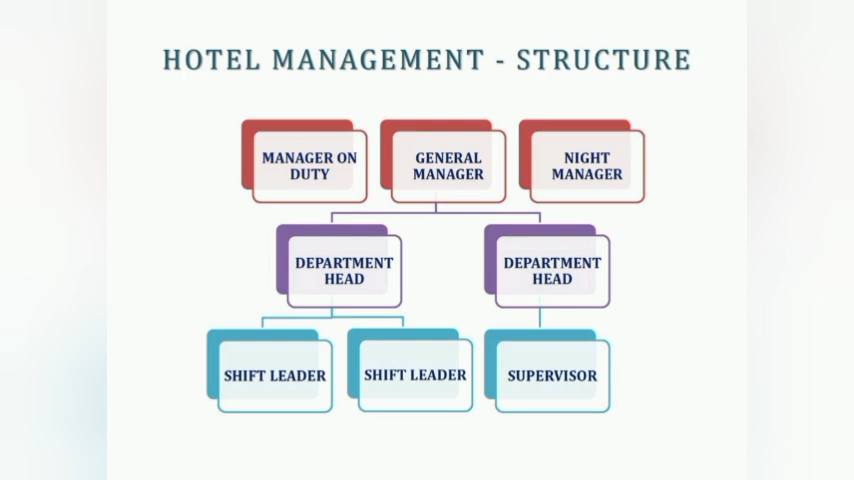 HOTEL MANAGEMENT - STRUCTURE
MANAGER ON
DUTY
GENERAL
MANAGER
NIGHT
MANAGER
DEPARTMENT
HEAD
DEPARTMENT
HEAD
SHIFT LEADER
SHIFT LEADER
SUPERVISOR